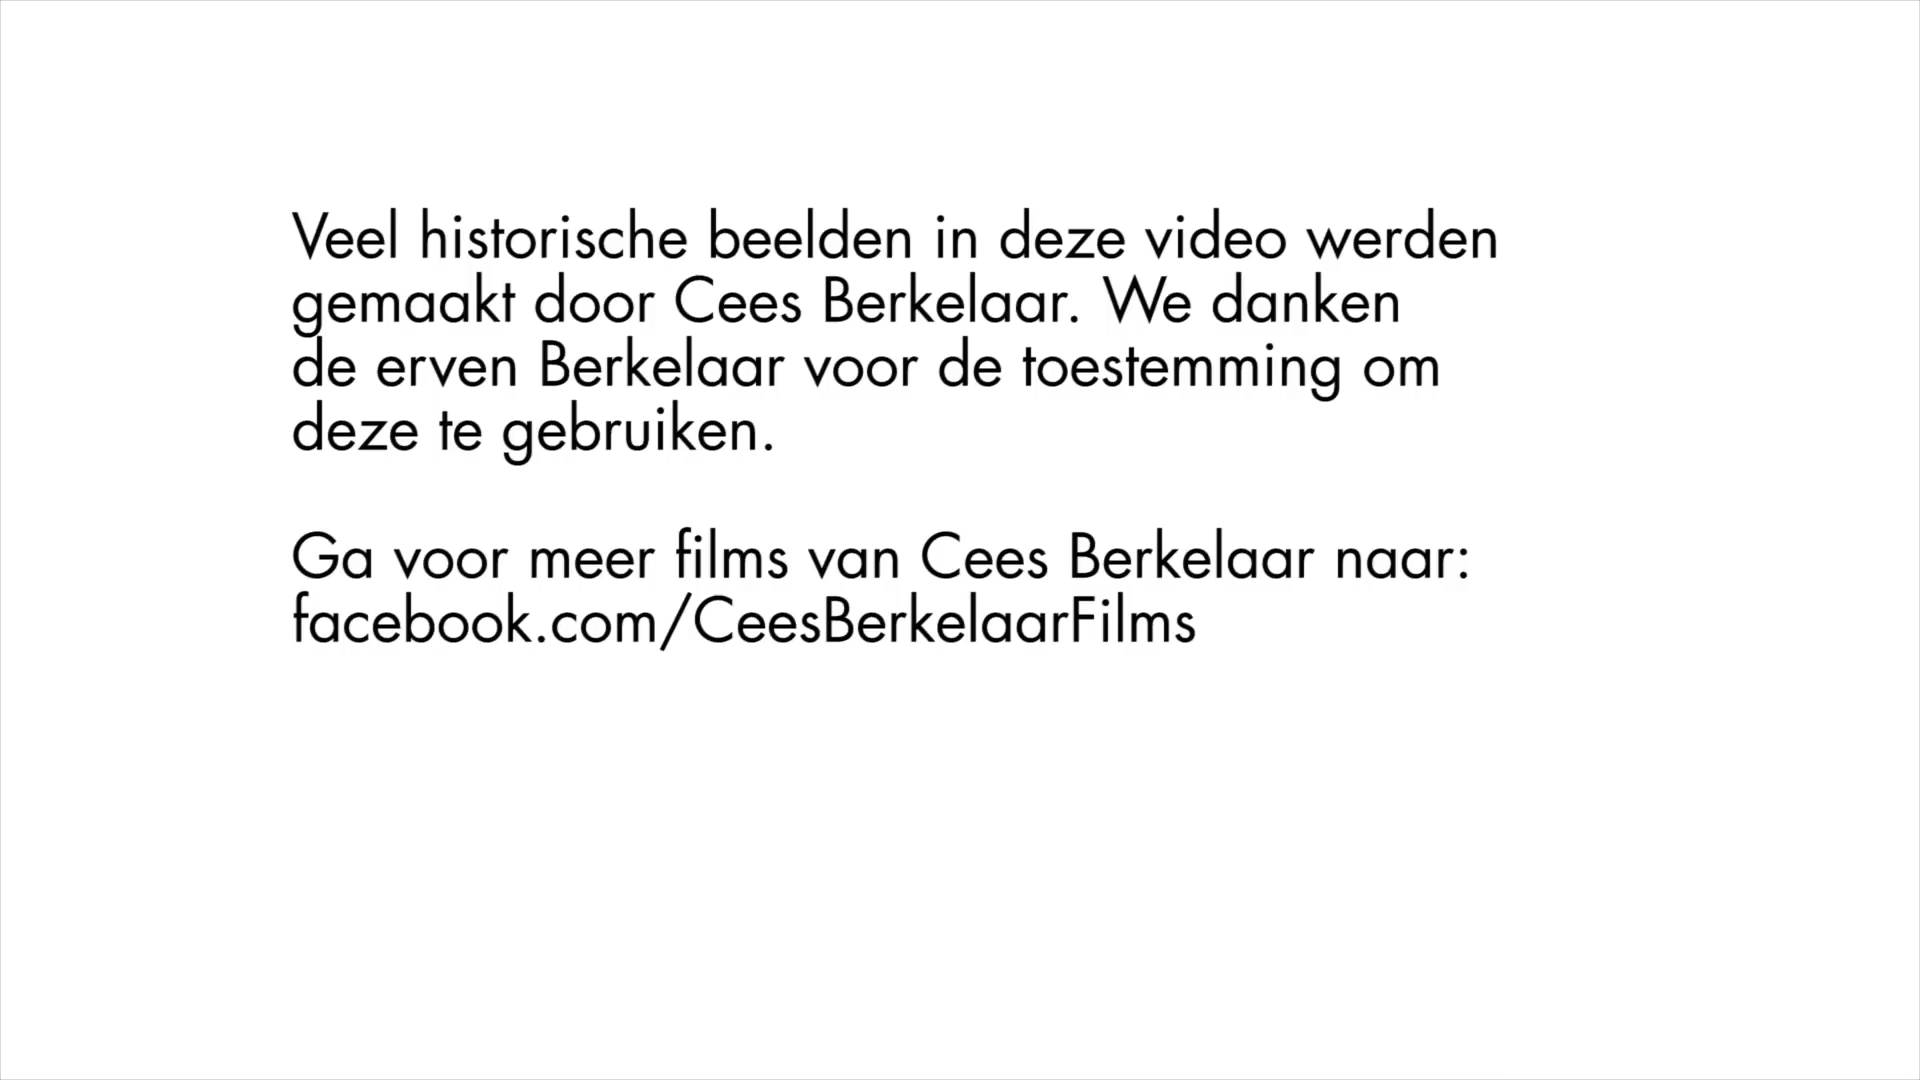 Veel historische beelden in deze video werden
gemaakt door Cees Berkelaar. We danken
de erven Berkelaar voor de toestemming om
deze te gebruiken.
Ga voor meer films van Cees Berkelaar naar:
facebook.com/CeesBerkelaarFilms